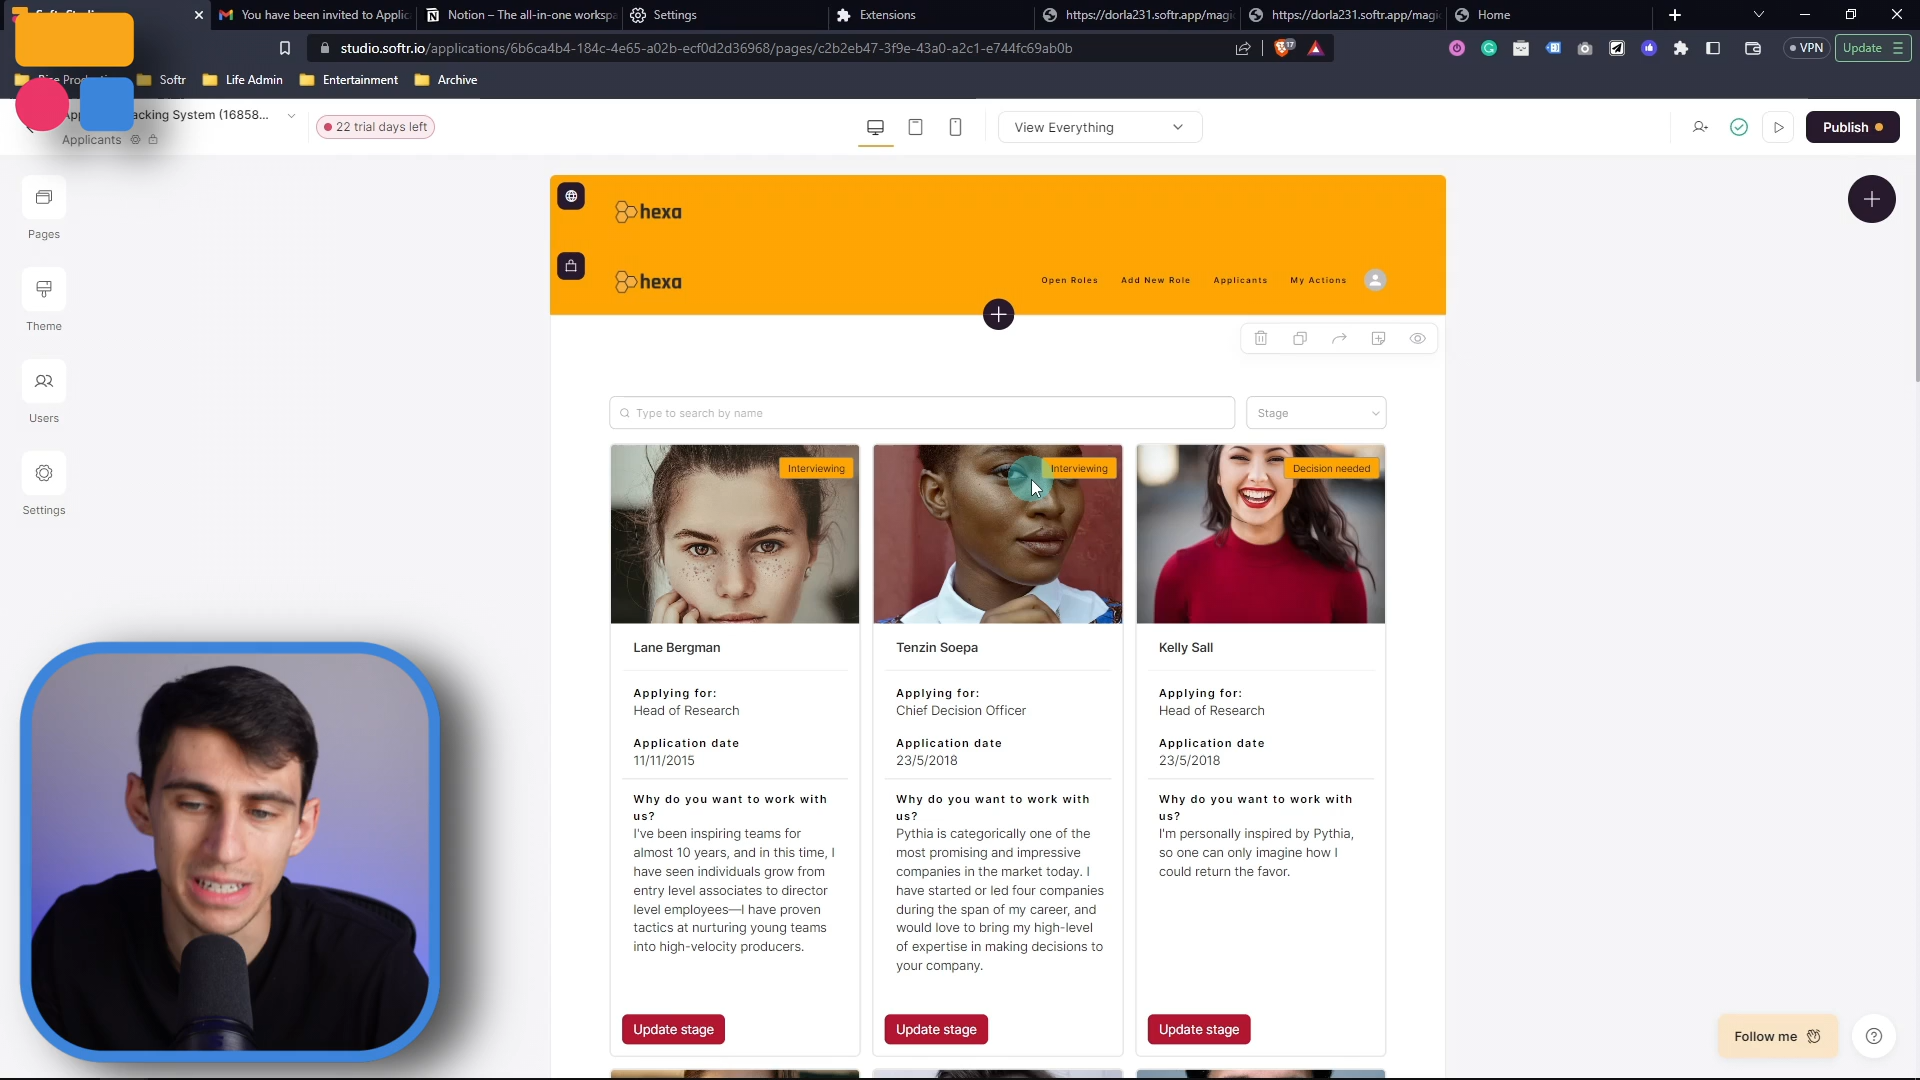 You have been invited to Applic
Notion – The all-in-one workspa
Settings
Extensions
https://dorla231.softr.app/magi
https://dorla231.softr.app/magi
Home
studio.softr.io/applications/6b6ca4b4-184c-4e65-a02b-ecf0d2d36968/pages/c2b2eb47-3f9e-43a0-a2c1-e744fc69ab0b
17
VPN
Update
Softr
Life Admin
Entertainment
Archive
acking System (16858...
Applicants
22 trial days left
View Everything
Publish
Pages
Theme
Users
Settings
hexa
hexa
Open Roles
Add New Role
Applicants
My Actions
Type to search by name
Stage
Interviewing
Interviewing
Decision needed
Lane Bergman
Applying for:
Head of Research
Application date
11/11/2015
Why do you want to work with
us?
I've been inspiring teams for
almost 10 years, and in this time, I
have seen individuals grow from
entry level associates to director
level employees—I have proven
tactics at nurturing young teams
into high-velocity producers.
Update stage
Tenzin Soepa
Applying for:
Chief Decision Officer
Application date
23/5/2018
Why do you want to work with
us?
Pythia is categorically one of the
most promising and impressive
companies in the market today. I
have started or led four companies
during the span of my career, and
would love to bring my high-level
of expertise in making decisions to
your company.
Update stage
Kelly Sall
Applying for:
Head of Research
Application date
23/5/2018
Why do you want to work with
us?
I'm personally inspired by Pythia,
so one can only imagine how I
could return the favor.
Update stage
Follow me